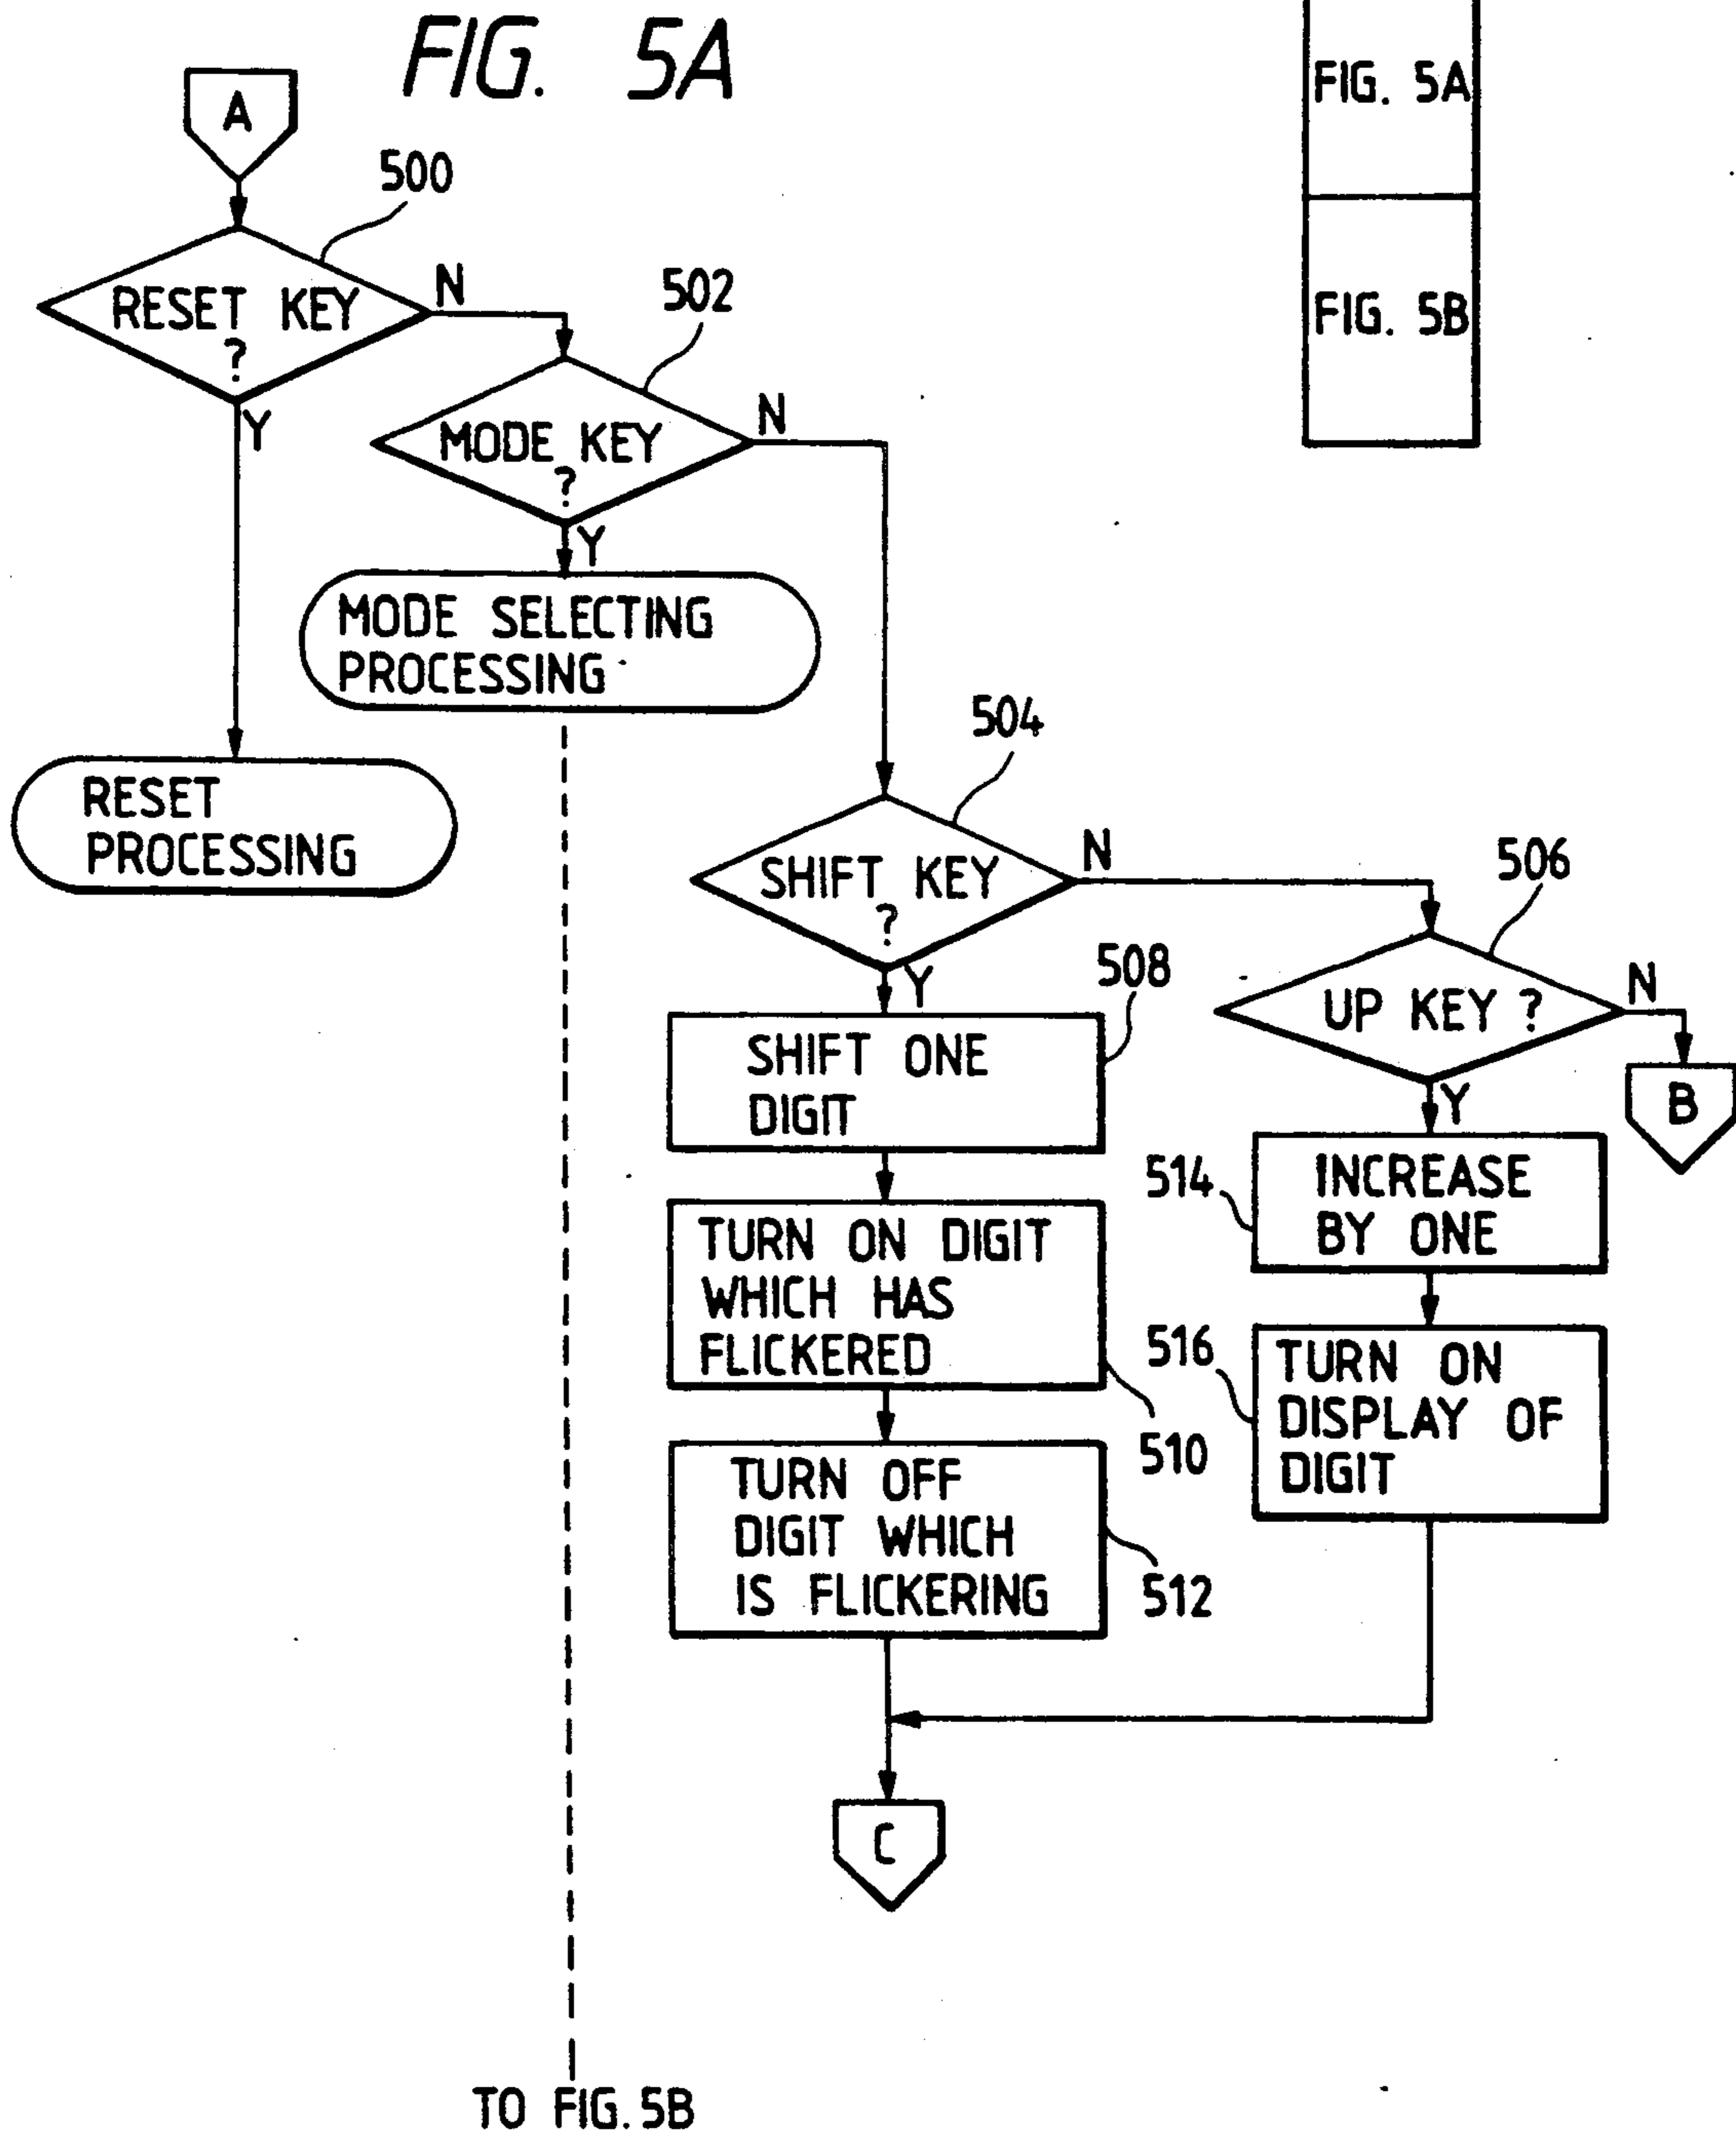 FIG. 5A
FIG. 5A
FIG. 5B
A
500
RESET KEY
?
N
Y
502
MODE KEY
?
N
Y
MODE SELECTING
PROCESSING
RESET
PROCESSING
504
SHIFT KEY
?
N
Y
506
UP KEY ?
N
Y
B
508
SHIFT ONE
DIGIT
514
INCREASE
BY ONE
TURN ON DIGIT
WHICH HAS
FLICKERED
510
516
TURN ON
DISPLAY OF
DIGIT
TURN OFF
DIGIT WHICH
IS FLICKERING
512
C
TO FIG. 5B